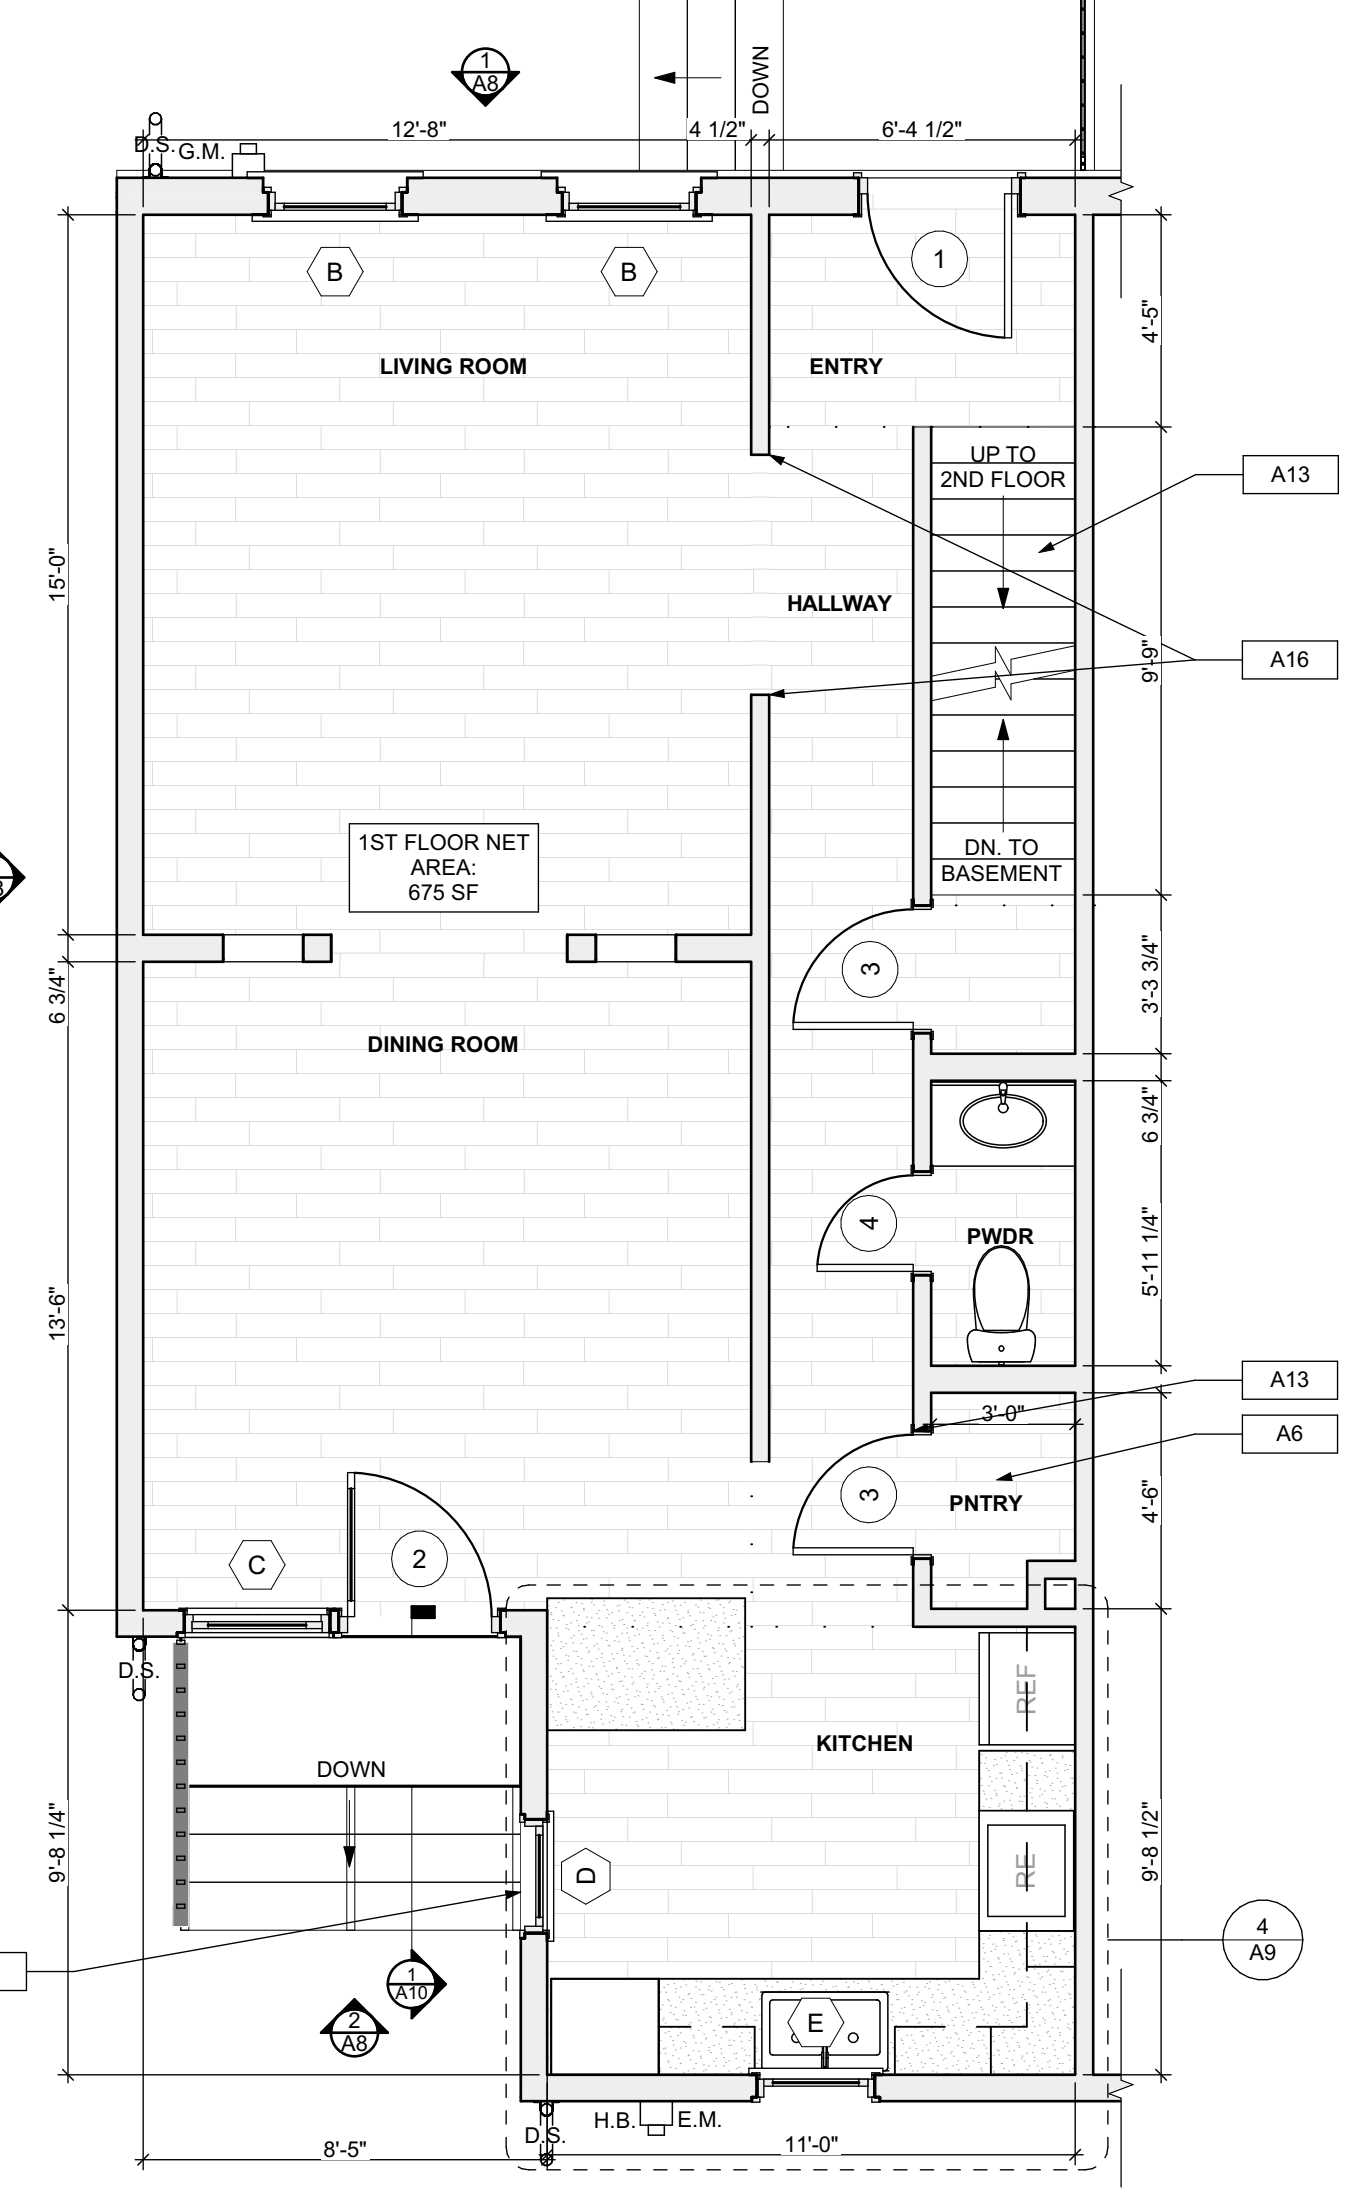 1
A8
DOWN
12'-8"
4 1/2"
6'-4 1/2"
D.S.
G.M.
B
B
1
4'-5"
LIVING ROOM
ENTRY
UP TO
2ND FLOOR
A13
15'-0"
HALLWAY
9'-9"
A16
1ST FLOOR NET
AREA:
675 SF
DN. TO
BASEMENT
3
6 3/4"
3'-3 3/4"
DINING ROOM
6 3/4"
4
PWDR
5'-11 1/4"
13'-6"
A13
3'-0"
A6
3
PNTRY
4'-6"
C
2
D.S.
REF
KITCHEN
DOWN
9'-8 1/4"
D
RE
9'-8 1/2"
4
A9
1
A10
2
A8
E
H.B.
E.M.
D.S.
8'-5"
11'-0"